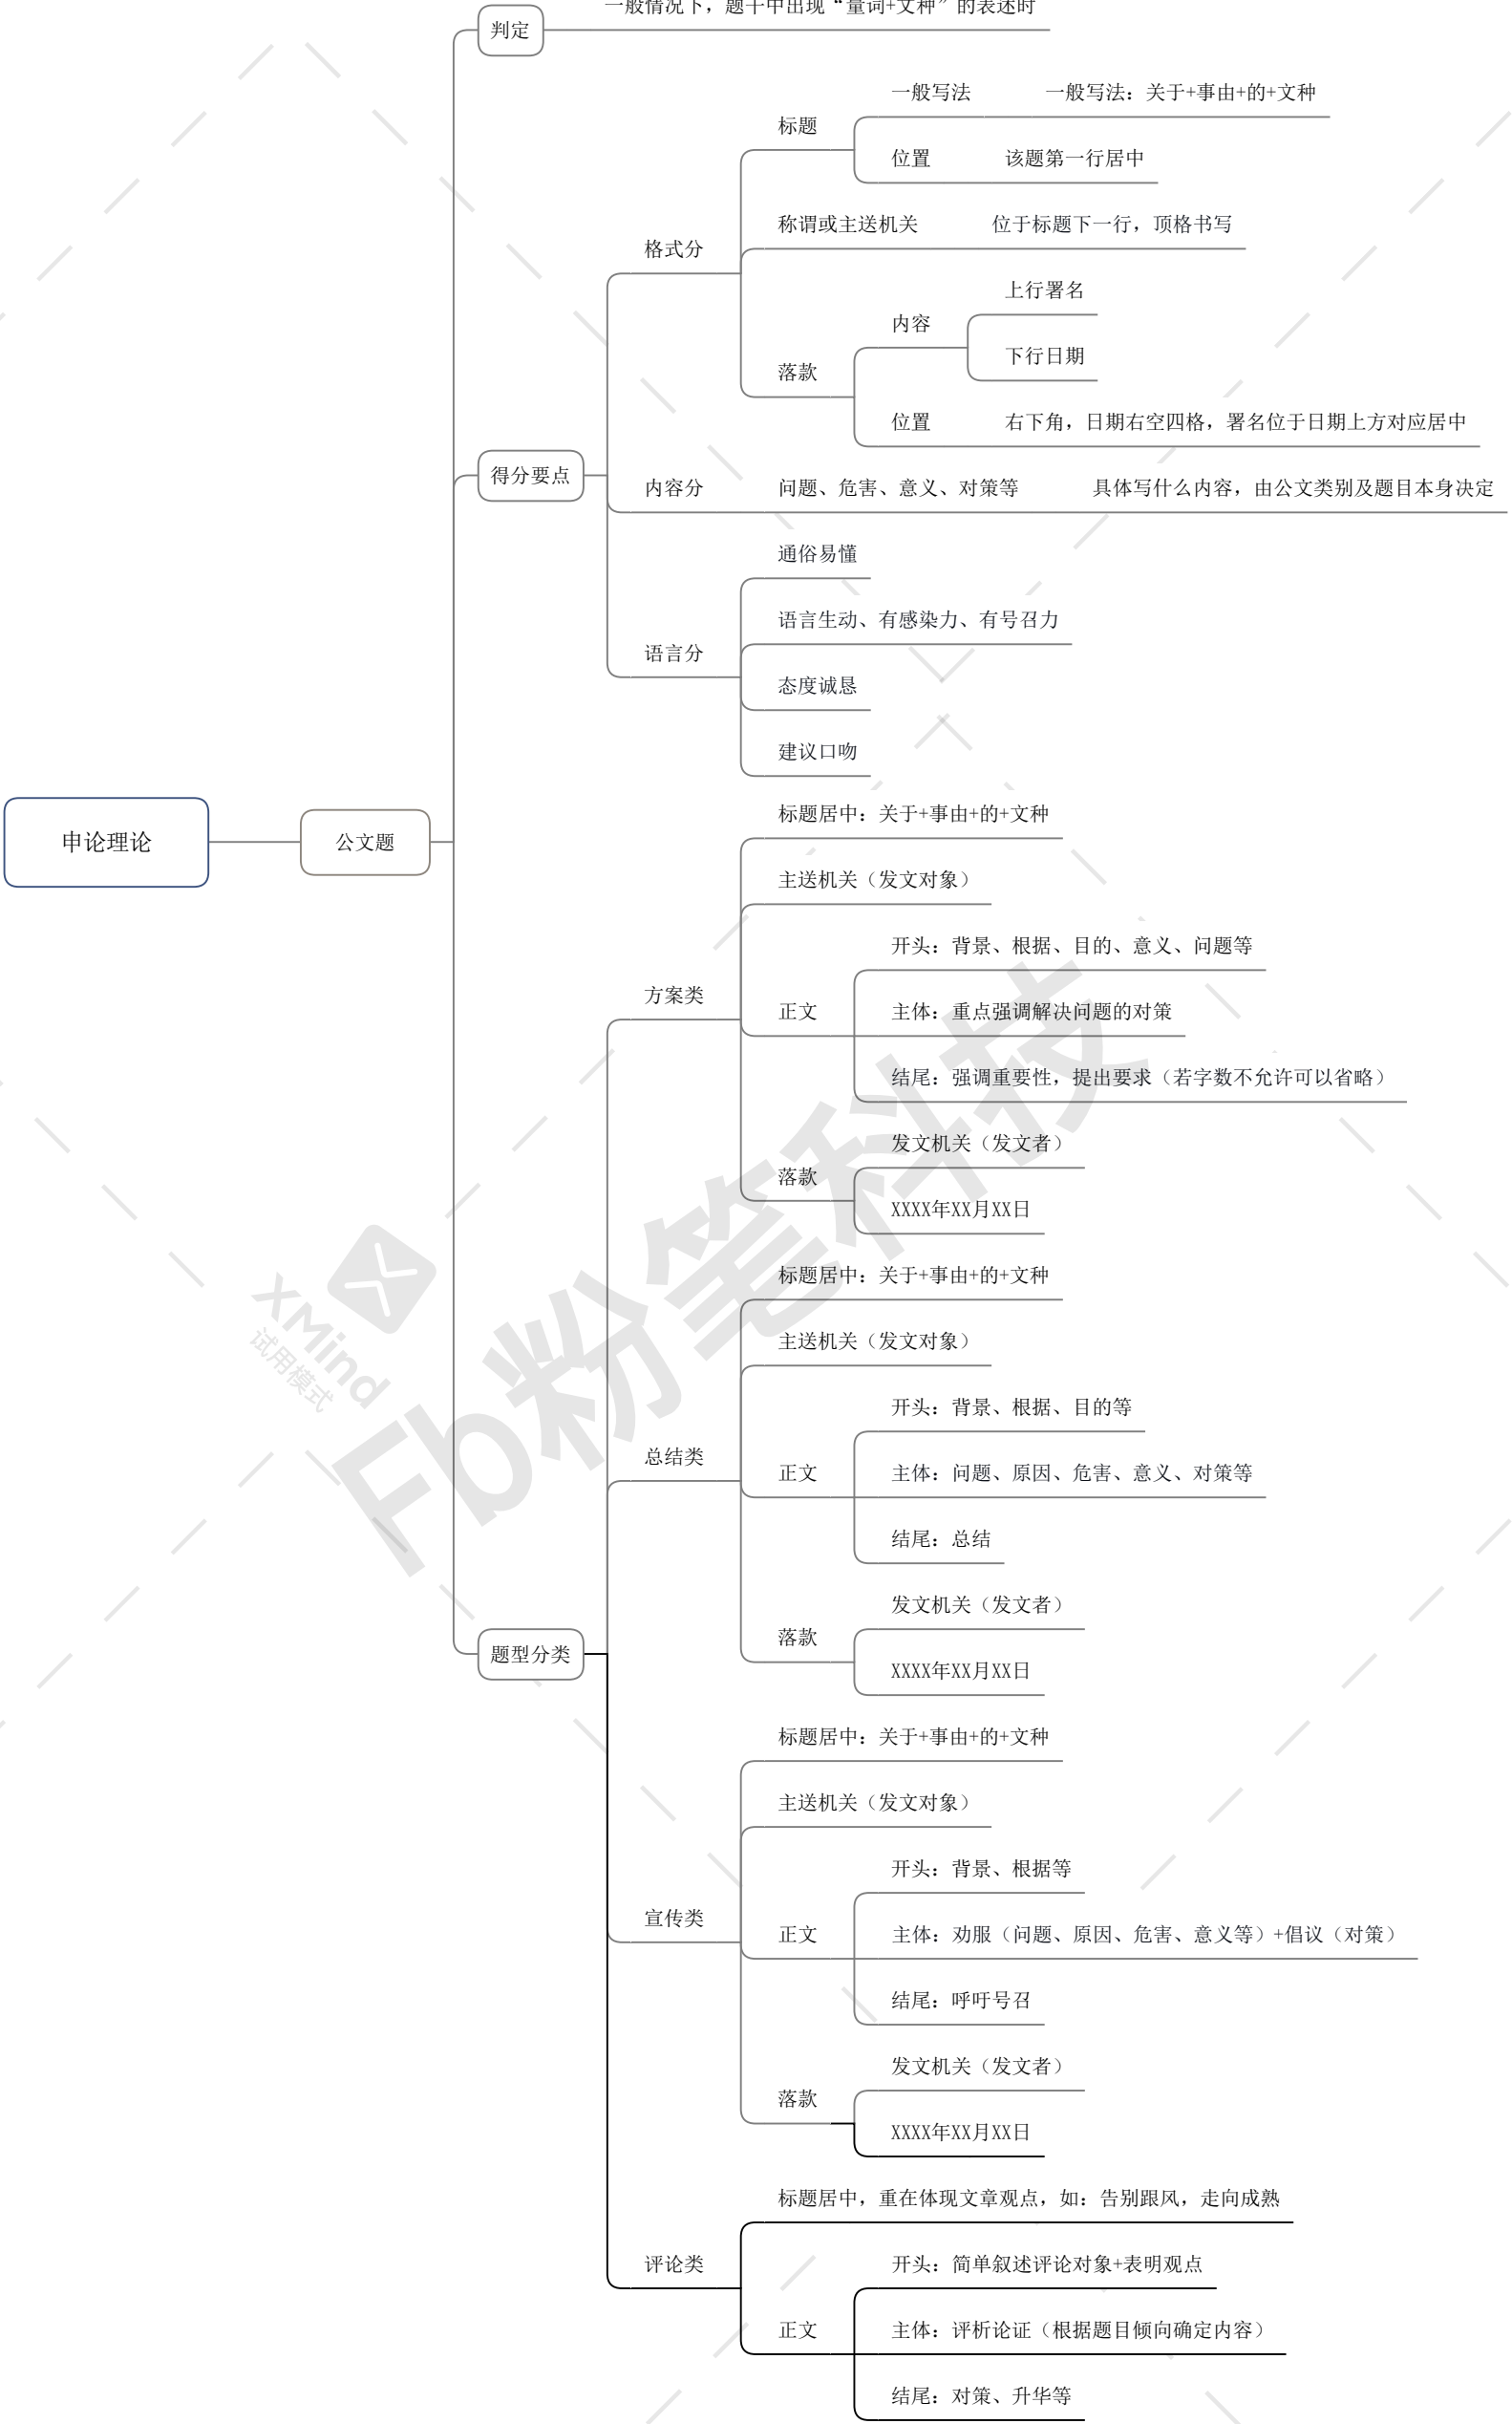 一般情况下，题干中出现“量词+文种”的表述时
判定
一般写法
一般写法：关于+事由+的+文种
标题
位置
该题第一行居中
称谓或主送机关
位于标题下一行，顶格书写
格式分
上行署名
内容
下行日期
落款
位置
右下角，日期右空四格，署名位于日期上方对应居中
得分要点
内容分
问题、危害、意义、对策等
具体写什么内容，由公文类别及题目本身决定
通俗易懂
语言生动、有感染力、有号召力
语言分
态度诚恳
建议口吻
申论理论
公文题
标题居中：关于+事由+的+文种
主送机关（发文对象）
开头：背景、根据、目的、意义、问题等
方案类
正文
主体：重点强调解决问题的对策
结尾：强调重要性，提出要求（若字数不允许可以省略）
发文机关（发文者）
落款
XXXX年XX月XX日
标题居中：关于+事由+的+文种
主送机关（发文对象）
开头：背景、根据、目的等
总结类
正文
主体：问题、原因、危害、意义、对策等
结尾：总结
发文机关（发文者）
落款
XXXX年XX月XX日
题型分类
标题居中：关于+事由+的+文种
主送机关（发文对象）
开头：背景、根据等
宣传类
正文
主体：劝服（问题、原因、危害、意义等）+倡议（对策）
结尾：呼吁号召
发文机关（发文者）
落款
XXXX年XX月XX日
标题居中，重在体现文章观点，如：告别跟风，走向成熟
评论类
开头：简单叙述评论对象+表明观点
正文
主体：评析论证（根据题目倾向确定内容）
结尾：对策、升华等
XMind
试用模式
Fb粉笔科技